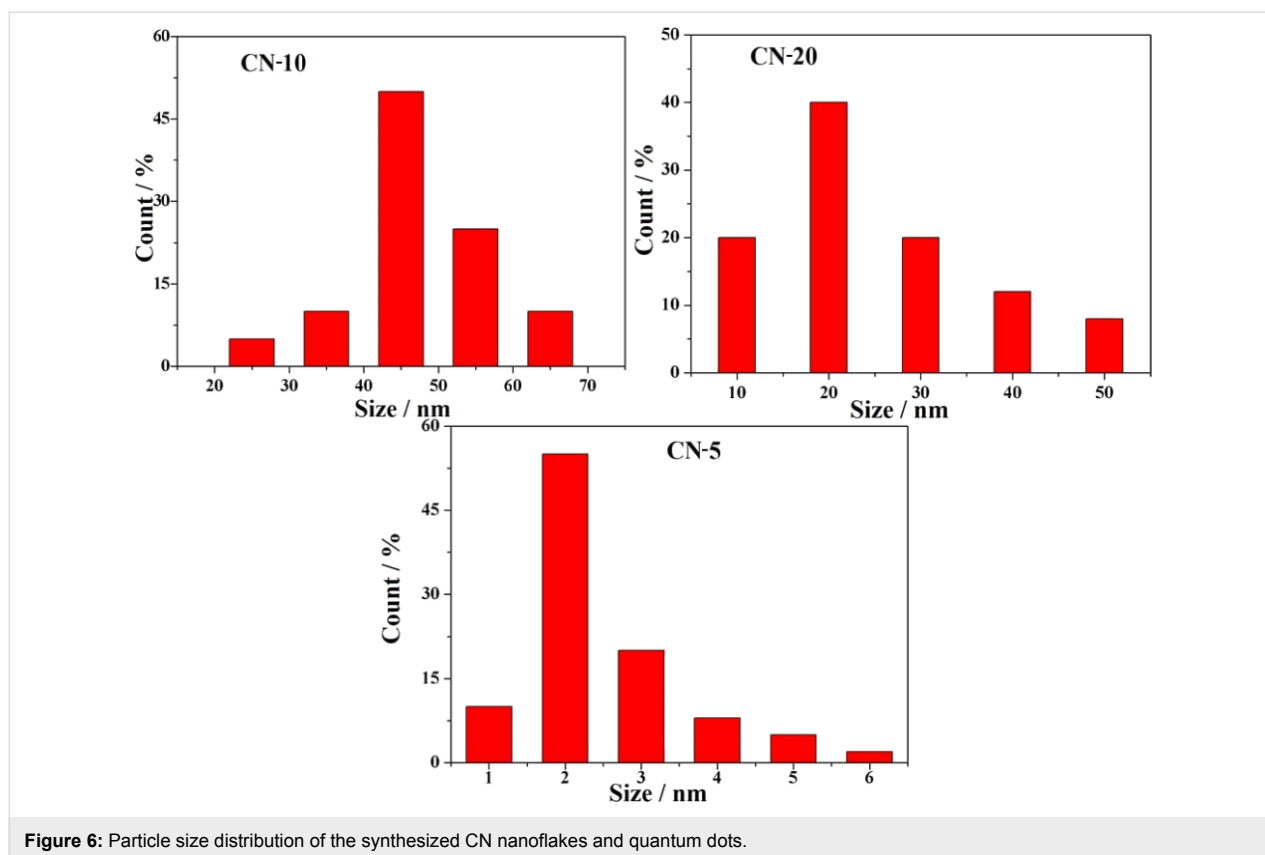 CN-10
60
45
30
15
0
Count / %
20 30 40 50 60 70
Size / nm
CN-20
50
40
30
20
10
0
Count / %
10 20 30 40 50
Size / nm
CN-5
60
45
30
15
0
Count / %
1 2 3 4 5 6
Size / nm
Figure 6: Particle size distribution of the synthesized CN nanoflakes and quantum dots.